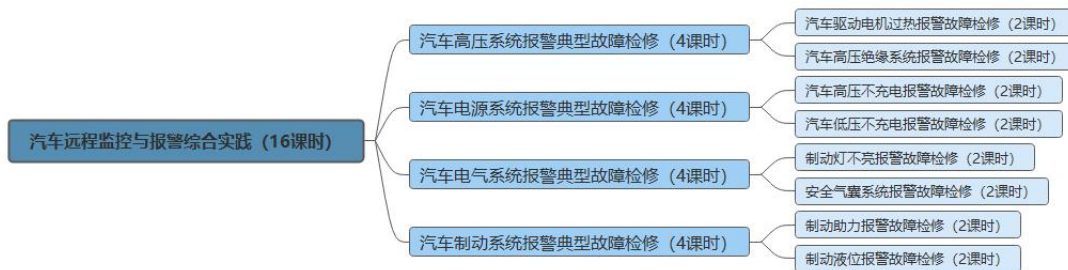 汽车远程监控与报警综合实践（16课时）
汽车高压系统报警典型故障检修（4课时）
汽车驱动电机过热报警故障检修（2课时）
汽车高压绝缘系统报警故障检修（2课时）
汽车电源系统报警典型故障检修（4课时）
汽车高压不充电报警故障检修（2课时）
汽车低压不充电报警故障检修（2课时）
汽车电气系统报警典型故障检修（4课时）
制动灯不亮报警故障检修（2课时）
安全气囊系统报警故障检修（2课时）
汽车制动系统报警典型故障检修（4课时）
制动助力报警故障检修（2课时）
制动液位报警故障检修（2课时）